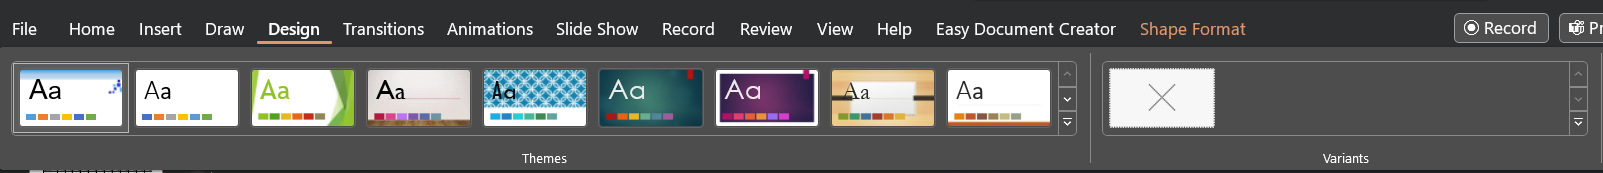 File Home Insert Draw Design Transitions Animations Slide Show Record Review View Help Easy Document Creator Shape Format Record Pr
Aa Aa Aa Aa Aa Aa Aa Aa Aa
Themes Variants